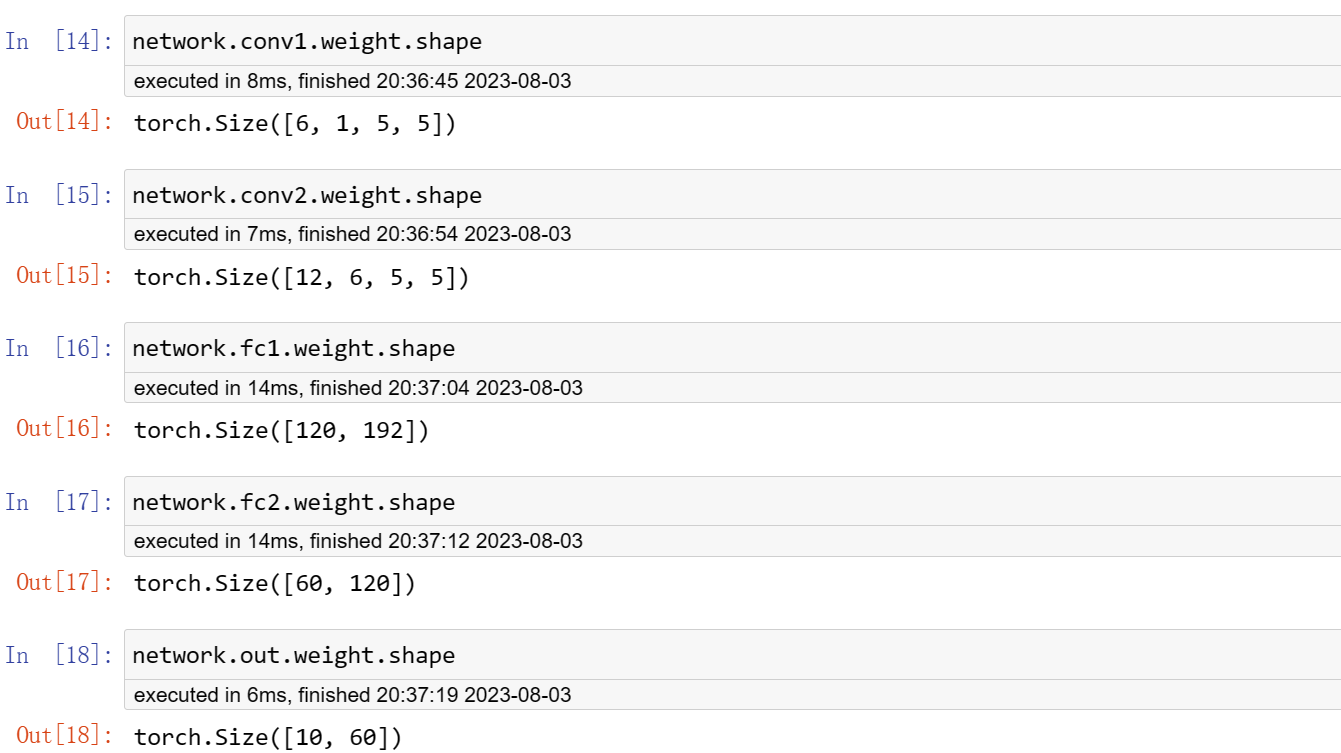 In [14]: network.conv1.weight.shape
executed in 8ms, finished 20:36:45 2023-08-03
Out[14]: torch.Size([6, 1, 5, 5])
In [15]: network.conv2.weight.shape
executed in 7ms, finished 20:36:54 2023-08-03
Out[15]: torch.Size([12, 6, 5, 5])
In [16]: network.fc1.weight.shape
executed in 14ms, finished 20:37:04 2023-08-03
Out[16]: torch.Size([120, 192])
In [17]: network.fc2.weight.shape
executed in 14ms, finished 20:37:12 2023-08-03
Out[17]: torch.Size([60, 120])
In [18]: network.out.weight.shape
executed in 6ms, finished 20:37:19 2023-08-03
Out[18]: torch.Size([10, 60])